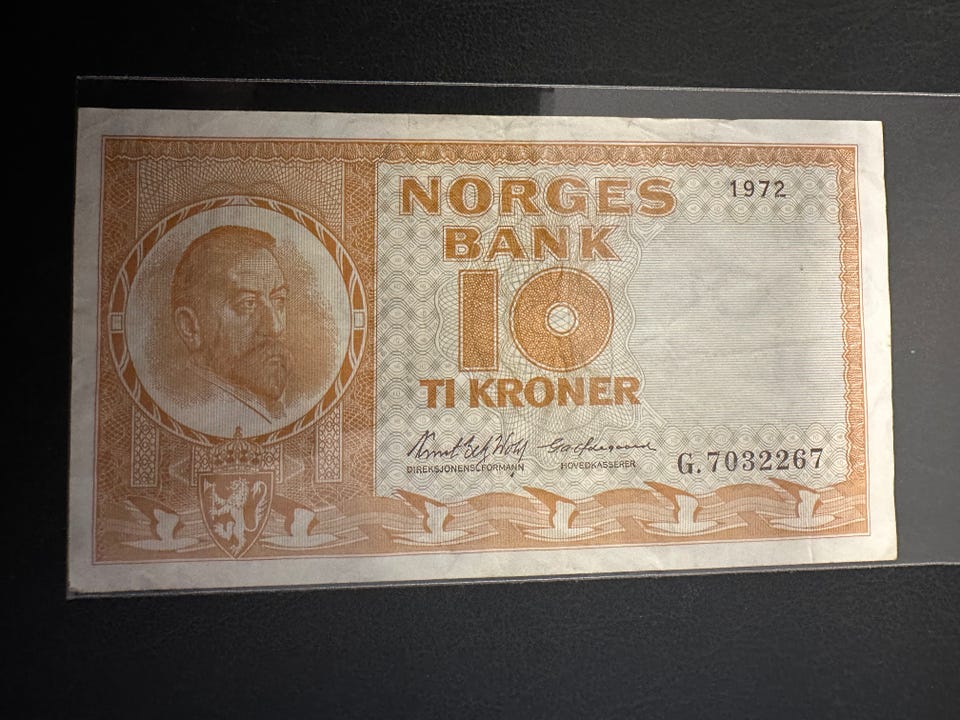 NORGES
1972
BANK
10
TI KRONER
DIREKSJONENS FORMANN
HOVEDKASSERER
G.7032267